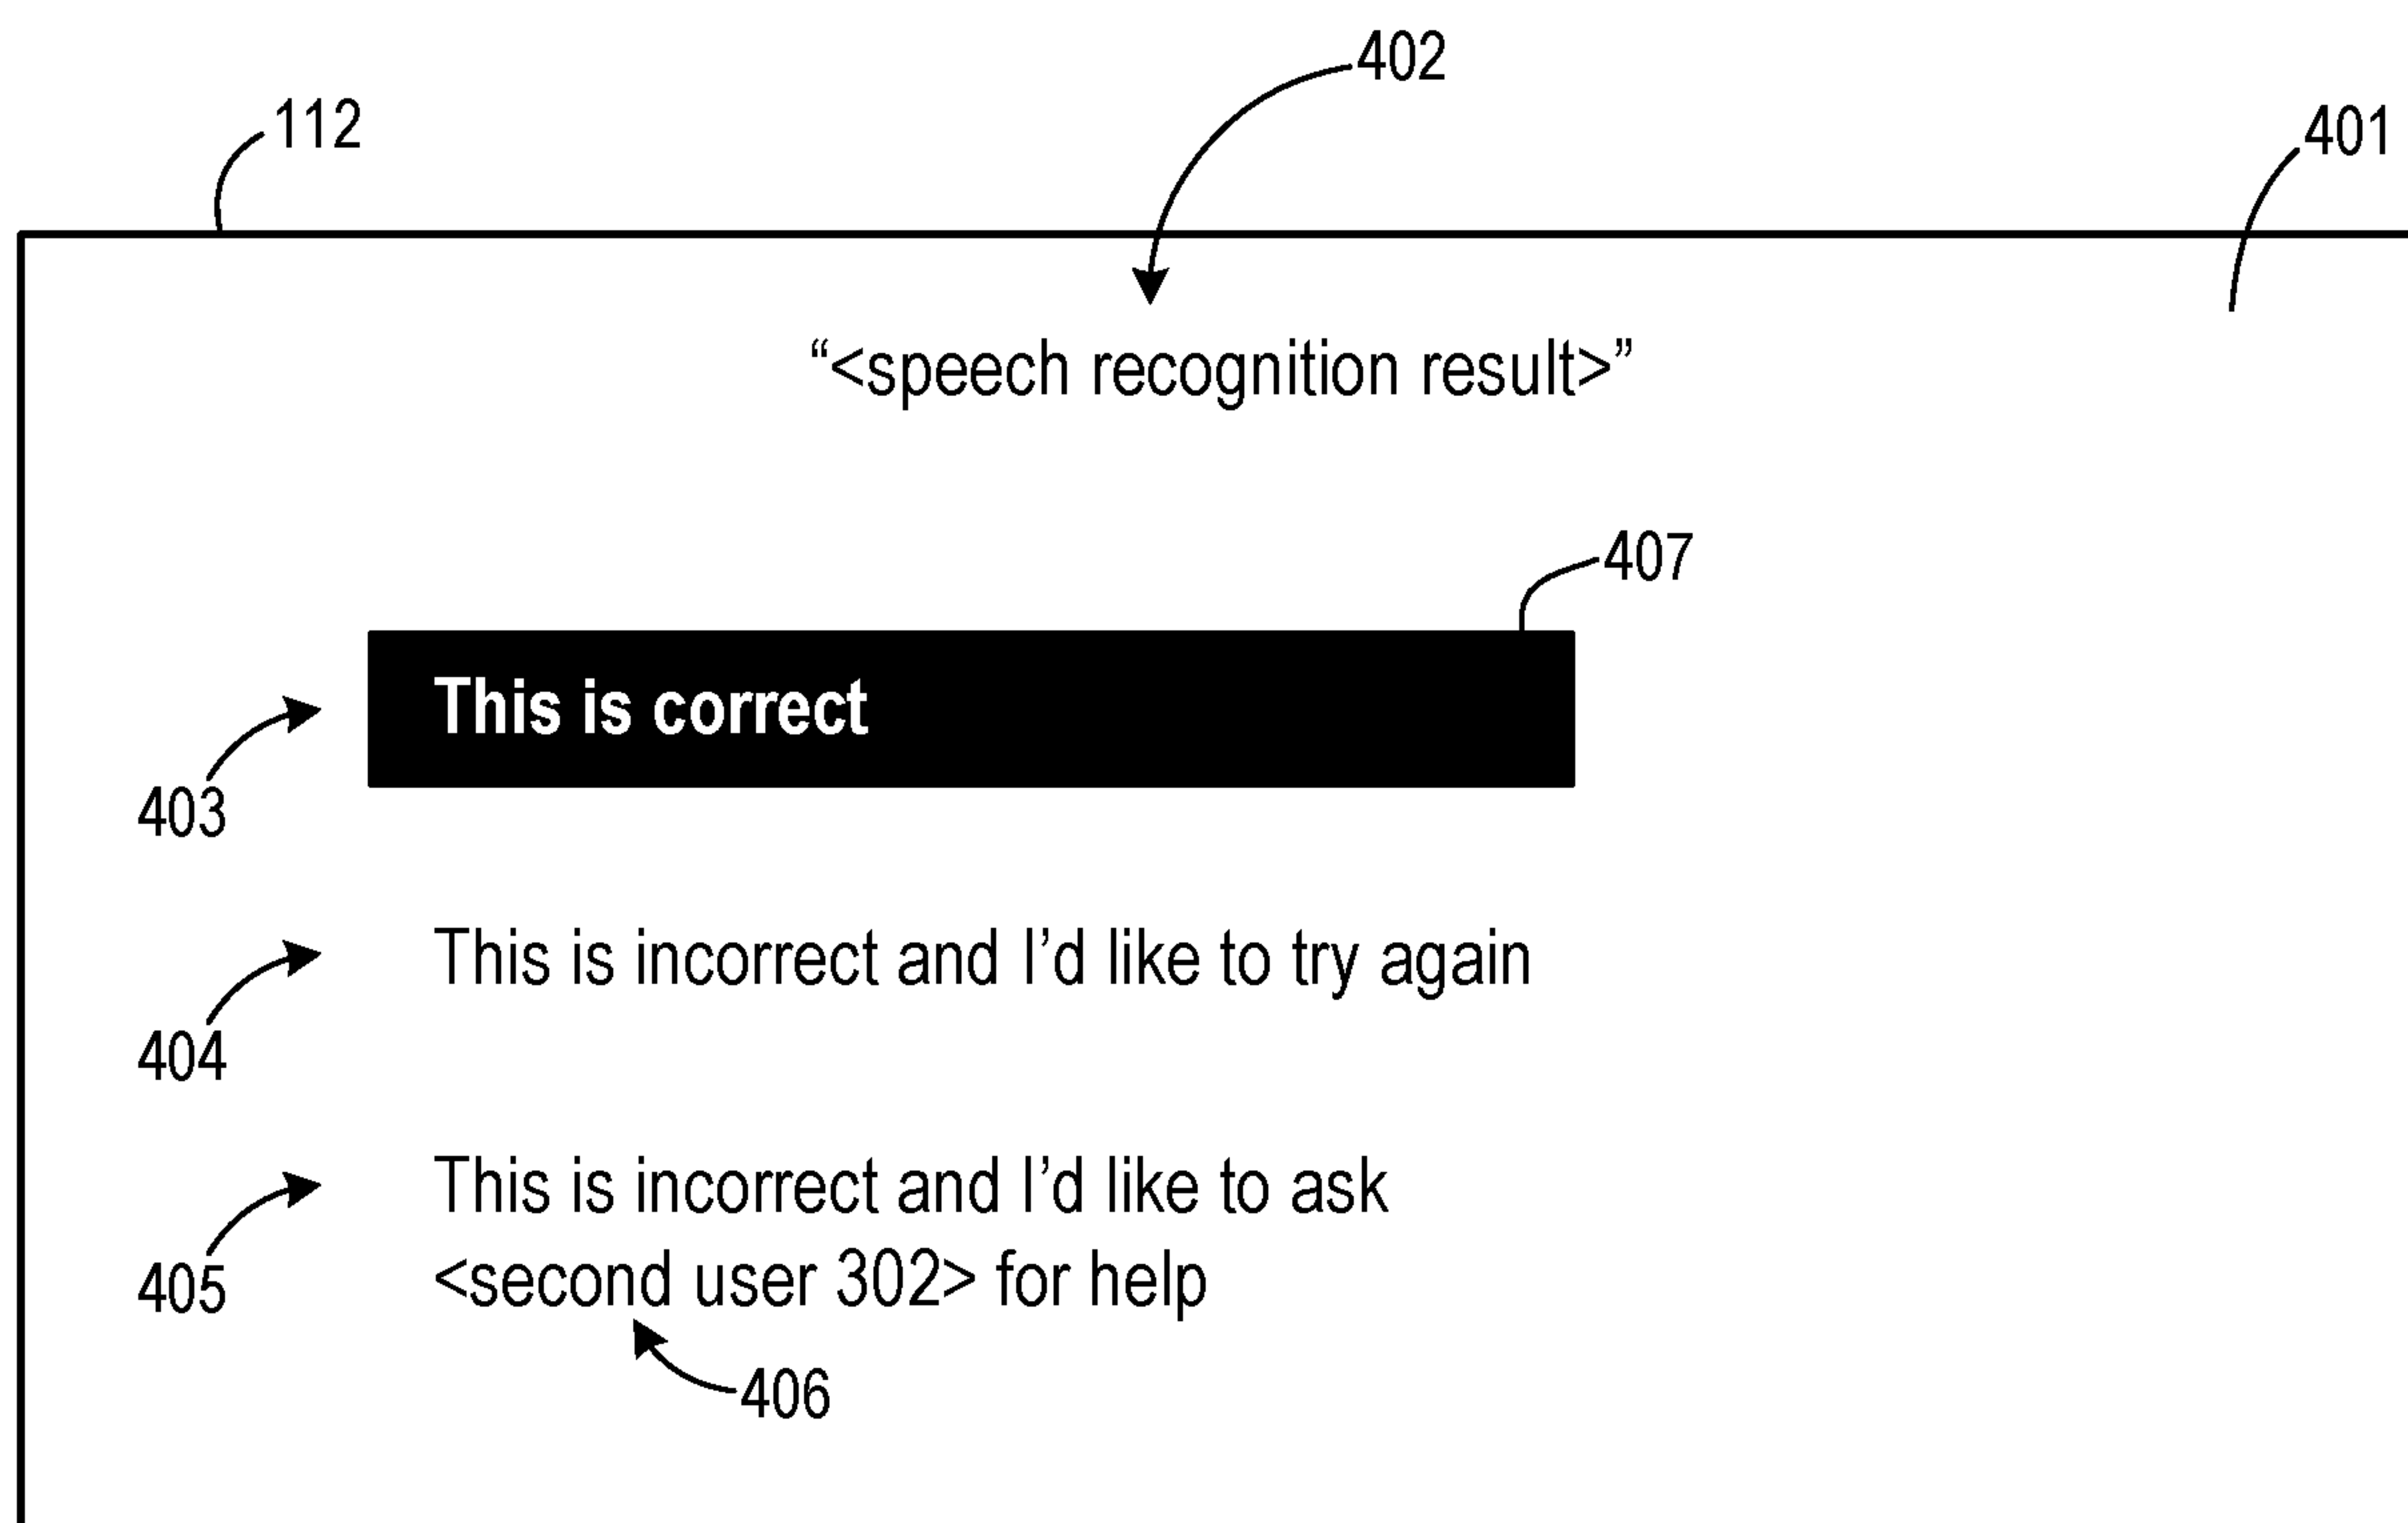 402
112
401
“<speech recognition result>”
407
This is correct
403
This is incorrect and I’d like to try again
404
This is incorrect and I’d like to ask
<second user 302> for help
405
406